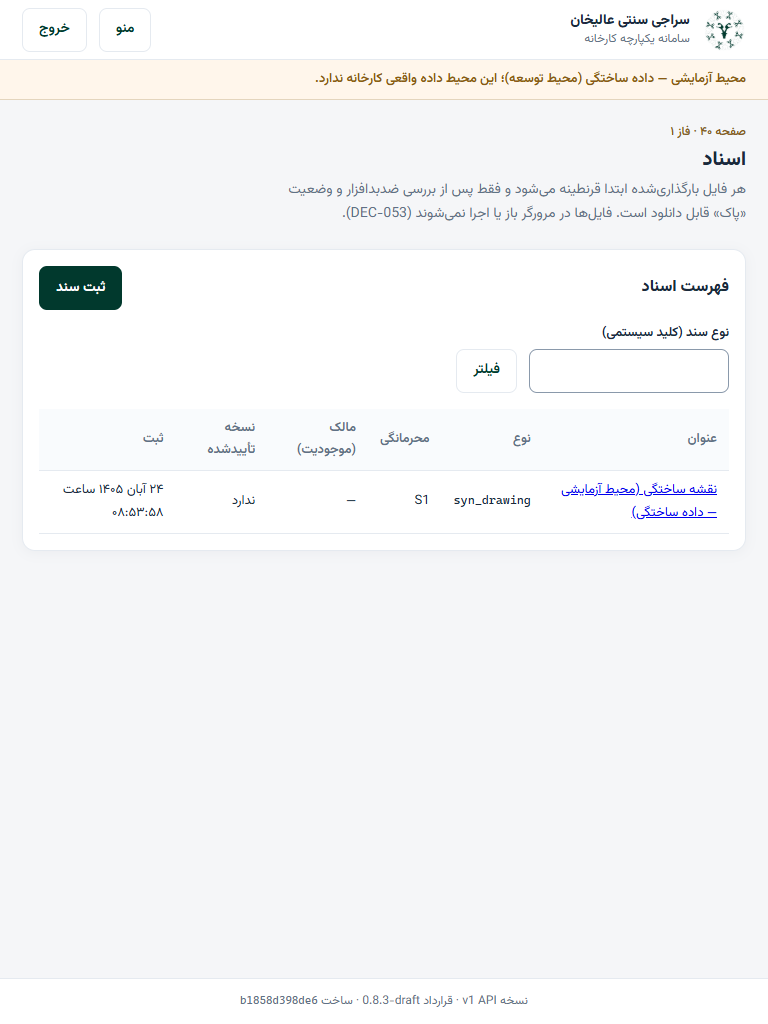 سراجی سنتی عالیخان
سامانه یکپارچه کارخانه
منو
خروج
محیط آزمایشی — داده ساختگی (محیط توسعه)؛ این محیط داده واقعی کارخانه ندارد.
صفحه ۴۰ · فاز ۱
اسناد
هر فایل بارگذاری‌شده ابتدا قرنطینه می‌شود و فقط پس از بررسی ضدبدافزار و وضعیت
«پاک» قابل دانلود است. فایل‌ها در مرورگر باز یا اجرا نمی‌شوند (DEC-053).
فهرست اسناد
ثبت سند
نوع سند (کلید سیستمی)
فیلتر
عنوان
نوع
محرمانگی
مالک
(موجودیت)
نسخه
تأییدشده
ثبت
نقشه ساختگی (محیط آزمایشی
— داده ساختگی)
syn_drawing
S1
—
ندارد
۲۴ آبان ۱۴۰۵ ساعت
۰۸:۵۳:۵۸
نسخه API v1 · قرارداد 0.8.3-draft · ساخت b1858d398de6